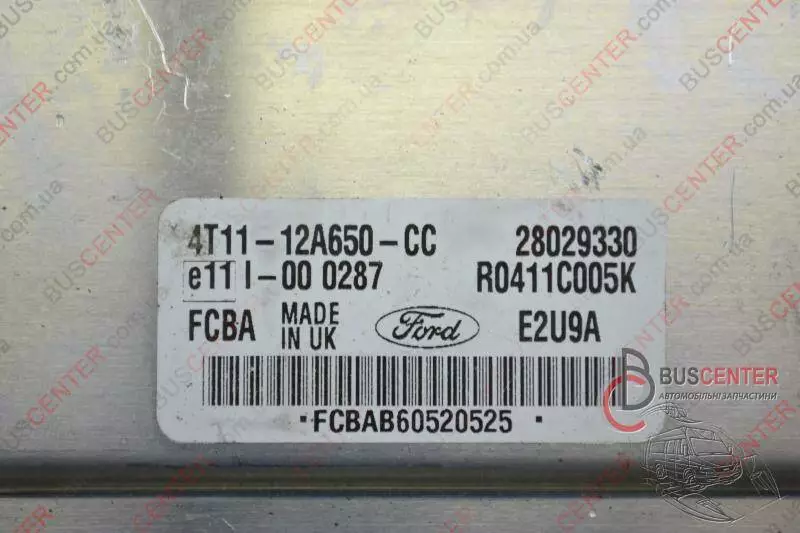 4T11-12A650-CC 28029330
e11 I-00 0287 R0411C005K
FCBA MADE IN UK Ford E2U9A
·FCBAB60520525 ·
BUSCENTER
АВТОМОБІЛЬНІ ЗАПЧАСТИНИ
BUSCENTER.com.ua